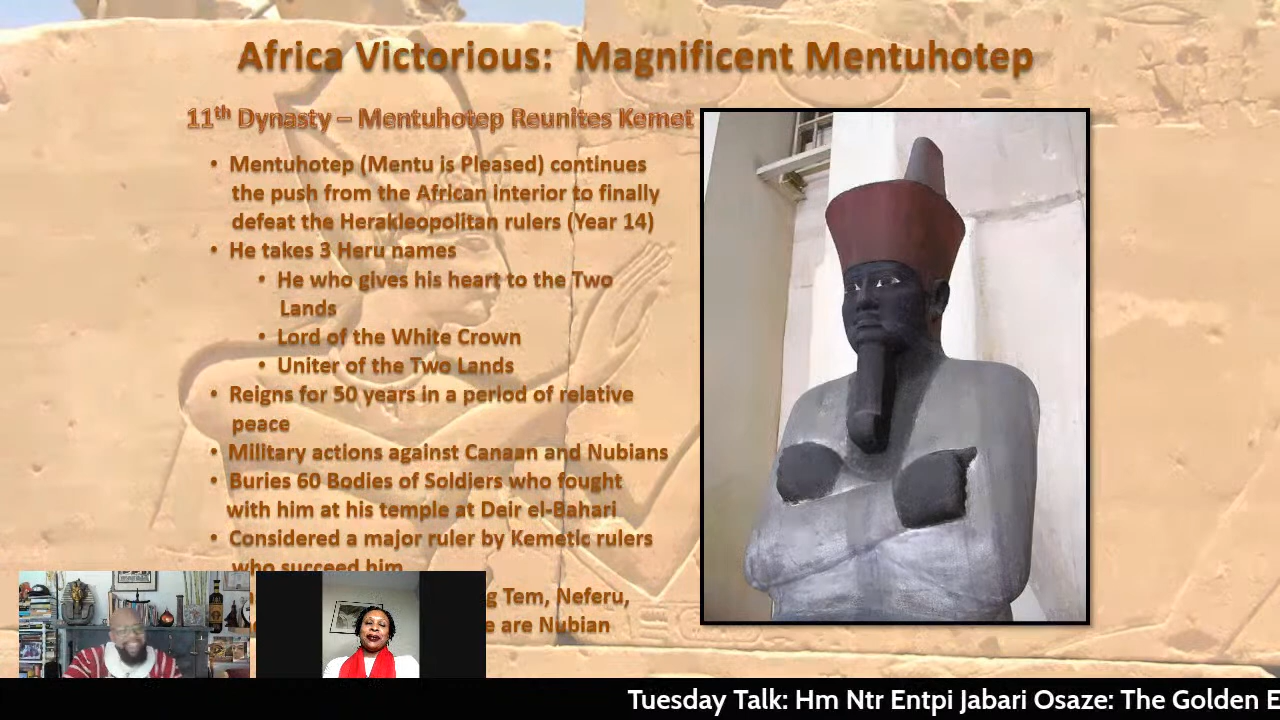 Africa Victorious: Magnificent Mentuhotep
11th Dynasty – Mentuhotep Reunites Kemet
• Mentuhotep (Mentu is Pleased) continues
the push from the African interior to finally
defeat the Herakleopolitan rulers (Year 14)
• He takes 3 Heru names
• He who gives his heart to the Two
Lands
• Lord of the White Crown
• Uniter of the Two Lands
• Reigns for 50 years in a period of relative
peace
• Military actions against Canaan and Nubians
• Buries 60 Bodies of Soldiers who fought
with him at his temple at Deir el-Bahari
• Considered a major ruler by Kemetic rulers
who succeed him
Tem, Neferu,
are Nubian
Tuesday Talk: Hm Ntr Entpi Jabari Osaze: The Golden E